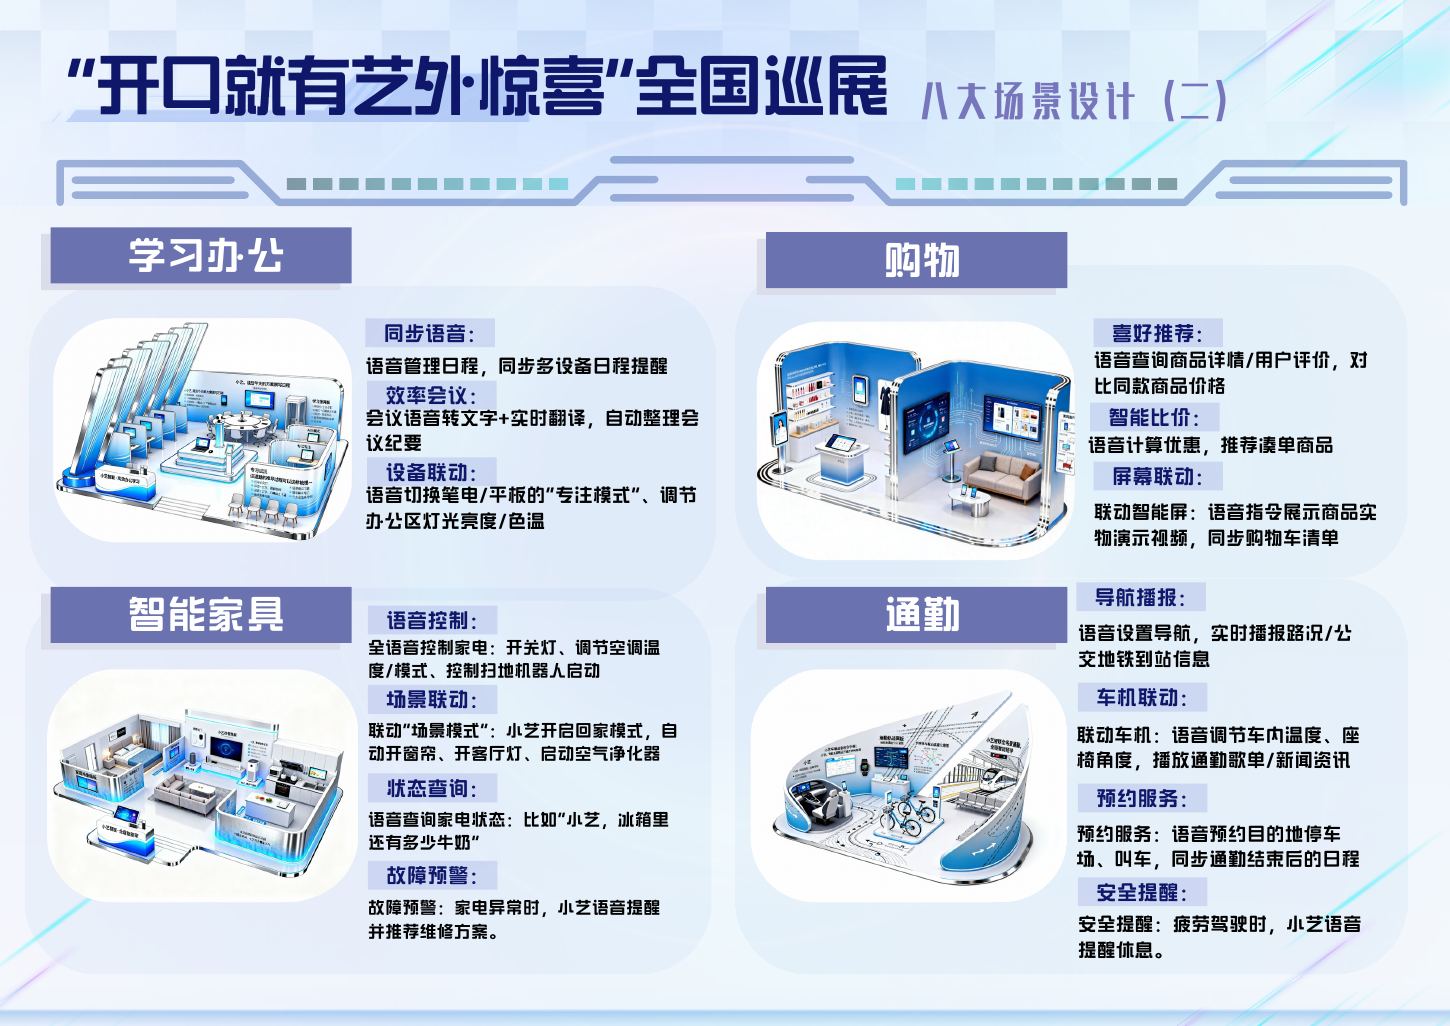 “开口就有艺外惊喜”全国巡展
八大场景设计（二）
学习办公
同步语音：
语音管理日程，同步多设备日程提醒
效率会议：
会议语音转文字+实时翻译，自动整理会
议纪要
设备联动：
语音切换笔电/平板的“专注模式”、调节
办公区灯光亮度/色温
购物
喜好推荐：
语音查询商品详情/用户评价，对
比同款商品价格
智能比价：
语音计算优惠，推荐凑单商品
屏幕联动：
联动智能屏：语音指令展示商品实
物演示视频，同步购物车清单
智能家具
语音控制：
全语音控制家电：开关灯、调节空调温
度/模式、控制扫地机器人启动
场景联动：
联动“场景模式”：小艺开启回家模式，自
动开窗帘、开客厅灯、启动空气净化器
状态查询：
语音查询家电状态：比如“小艺，冰箱里
还有多少牛奶”
故障预警：
故障预警：家电异常时，小艺语音提醒
并推荐维修方案。
通勤
导航播报：
语音设置导航，实时播报路况/公
交地铁到站信息
车机联动：
联动车机：语音调节车内温度、座
椅角度，播放通勤歌单/新闻资讯
预约服务：
预约服务：语音预约目的地停车
场、叫车，同步通勤结束后的日程
安全提醒：
安全提醒：疲劳驾驶时，小艺语音
提醒休息。